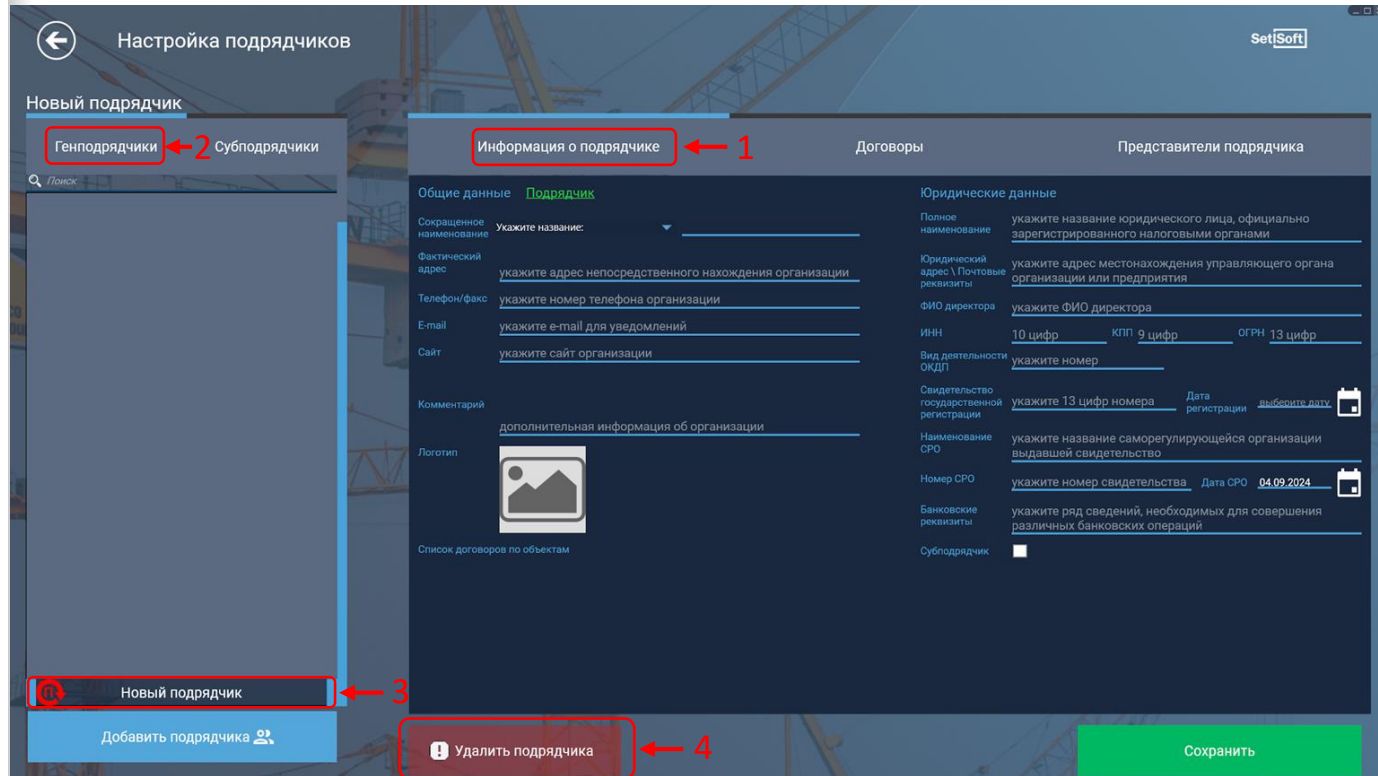 Настройка подрядчиков
SetlSoft
Новый подрядчик
Генподрядчики
2
Субподрядчики
Поиск
Новый подрядчик
3
Добавить подрядчика
Информация о подрядчике
1
Договоры
Представители подрядчика
Общие данные Подрядчик
Сокращенное
наименование
Укажите название:
Фактический
адрес
укажите адрес непосредственного нахождения организации
Телефон/факс
укажите номер телефона организации
E-mail
укажите e-mail для уведомлений
Сайт
укажите сайт организации
Комментарий
дополнительная информация об организации
Логотип
Список договоров по объектам
Юридические данные
Полное
наименование
укажите название юридического лица, официально
зарегистрированного налоговыми органами
Юридический
адрес \ Почтовые
реквизиты
укажите адрес местонахождения управляющего органа
организации или предприятия
ФИО директора
укажите ФИО директора
ИНН 10 цифр КПП 9 цифр ОГРН 13 цифр
Вид деятельности
ОКДП
укажите номер
Свидетельство
государственной
регистрации
укажите 13 цифр номера
Дата
регистрации
выберите дату
Наименование
СРО
укажите название саморегулирующейся организации
выдавшей свидетельство
Номер СРО
укажите номер свидетельства
Дата СРО 04.09.2024
Банковские
реквизиты
укажите ряд сведений, необходимых для совершения
различных банковских операций
Субподрядчик
Удалить подрядчика
4
Сохранить